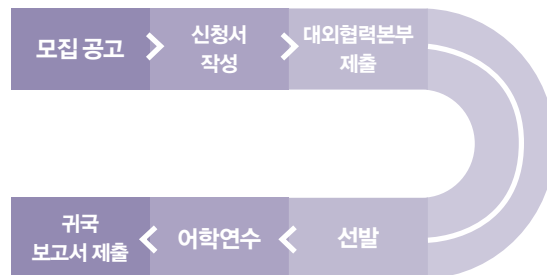 모집 공고
신청서
작성
대외협력본부
제출
선발
어학연수
귀국
보고서 제출